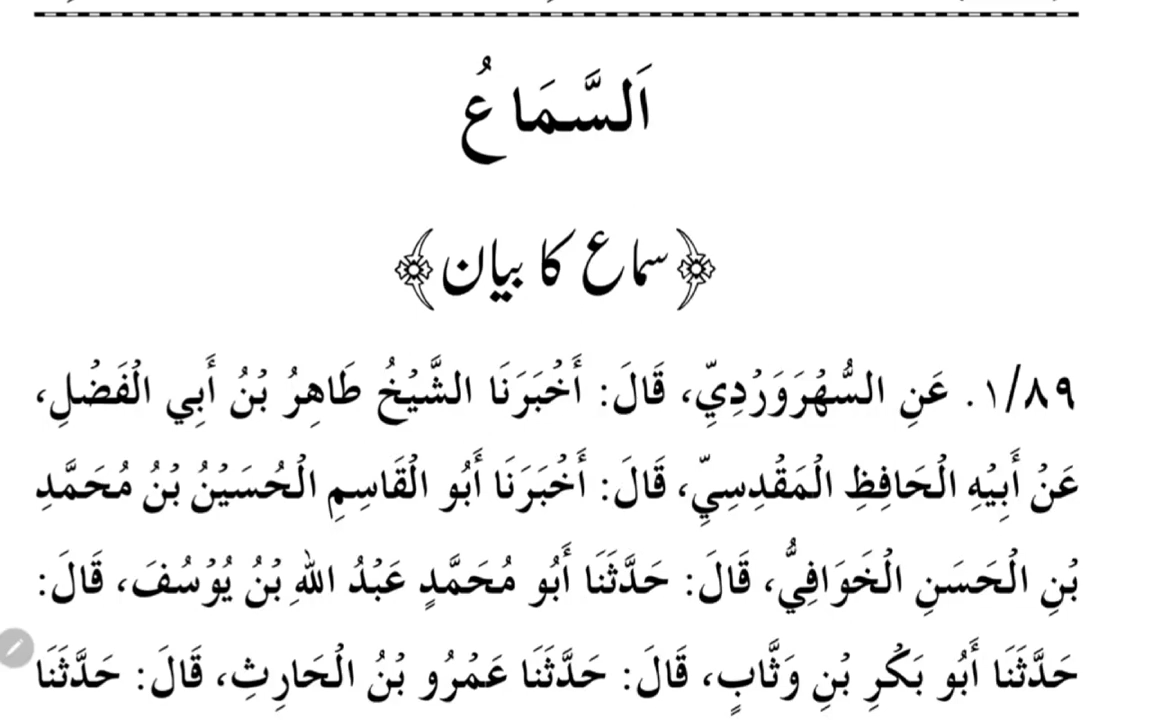 اَلسَّمَاعُ
﴿سماع کا بیان﴾
٨٩/١. عَنِ السُّهْرَوَرْدِيِّ، قَالَ: أَخْبَرَنَا الشَّيْخُ طَاهِرُ بْنُ أَبِي الْفَضْلِ،
عَنْ أَبِيْهِ الْحَافِظِ الْمَقْدِسِيِّ، قَالَ: أَخْبَرَنَا أَبُو الْقَاسِمِ الْحُسَيْنُ بْنُ مُحَمَّدِ
بْنِ الْحَسَنِ الْخَوَافِيُّ، قَالَ: حَدَّثَنَا أَبُو مُحَمَّدٍ عَبْدُ اللهِ بْنُ يُوْسُفَ، قَالَ:
حَدَّثَنَا أَبُو بَكْرِ بْنِ وَثَّابٍ، قَالَ: حَدَّثَنَا عَمْرُو بْنُ الْحَارِثِ، قَالَ: حَدَّثَنَا